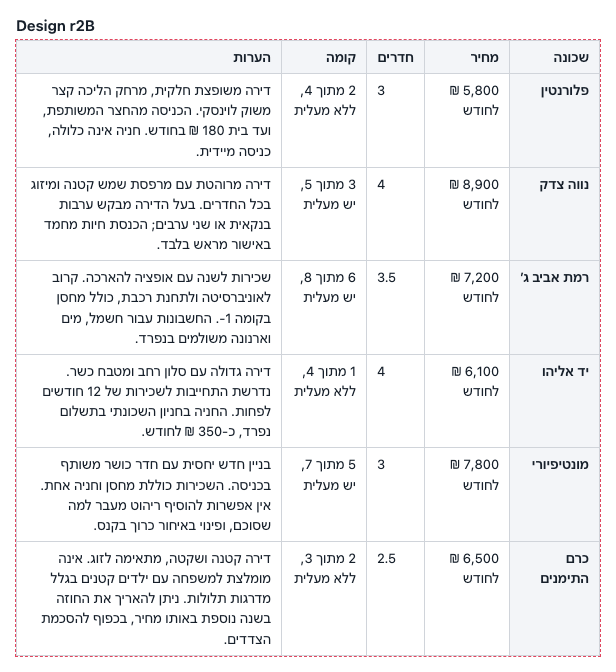 Design r2B
שכונה מחיר חדרים קומה הערות
פלורנטין
5,800 ₪
לחודש
3
2 מתוך 4,
ללא מעלית
דירה משופצת חלקית, מרחק הליכה קצר
משוק לוינסקי. הכניסה מהחצר המשותפת,
ועד בית 180 ₪ בחודש. חניה אינה כלולה,
כניסה מיידית.
נווה צדק
8,900 ₪
לחודש
4
3 מתוך 5,
יש מעלית
דירה מרוהטת עם מרפסת שמש קטנה ומיזוג
בכל החדרים. בעל הדירה מבקש ערבות
בנקאית או שני ערבים; הכנסת חיות מחמד
באישור מראש בלבד.
רמת אביב ג׳
7,200 ₪
לחודש
3.5
6 מתוך 8,
יש מעלית
שכירות לשנה עם אופציה להארכה. קרוב
לאוניברסיטה ולתחנת רכבת, כולל מחסן
בקומה 1-. החשבונות עבור חשמל, מים
וארנונה משולמים בנפרד.
יד אליהו
6,100 ₪
לחודש
4
1 מתוך 4,
ללא מעלית
דירה גדולה עם סלון רחב ומטבח כשר.
נדרשת התחייבות לשכירות של 12 חודשים
לפחות. החניה בחניון השכונתי בתשלום
נפרד, כ-350 ₪ לחודש.
מונטיפיורי
7,800 ₪
לחודש
3
5 מתוך 7,
יש מעלית
בניין חדש יחסית עם חדר כושר משותף
בכניסה. השכירות כוללת מחסן וחניה אחת.
אין אפשרות להוסיף ריהוט מעבר למה
שסוכם, ופינוי באיחור כרוך בקנס.
כרם
התימנים
6,500 ₪
לחודש
2.5
2 מתוך 3,
ללא מעלית
דירה קטנה ושקטה, מתאימה לזוג. אינה
מומלצת למשפחה עם ילדים קטנים בגלל
מדרגות תלולות. ניתן להאריך את החוזה
בשנה נוספת באותו מחיר, בכפוף להסכמת
הצדדים.